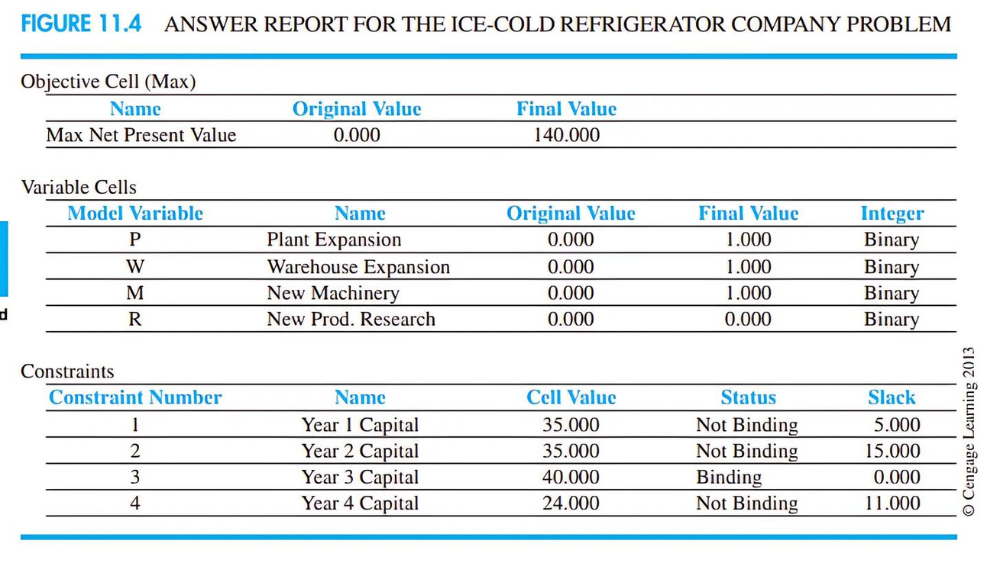 FIGURE 11.4 ANSWER REPORT FOR THE ICE-COLD REFRIGERATOR COMPANY PROBLEM
Objective Cell (Max)
Name Original Value Final Value
Max Net Present Value 0.000 140.000
Variable Cells
Model Variable Name Original Value Final Value Integer
P Plant Expansion 0.000 1.000 Binary
W Warehouse Expansion 0.000 1.000 Binary
M New Machinery 0.000 1.000 Binary
d
R New Prod. Research 0.000 0.000 Binary
Constraints
Constraint Number Name Cell Value Status Slack
1 Year 1 Capital 35.000 Not Binding 5.000
2 Year 2 Capital 35.000 Not Binding 15.000
3 Year 3 Capital 40.000 Binding 0.000
4 Year 4 Capital 24.000 Not Binding 11.000
© Cengage Learning 2013